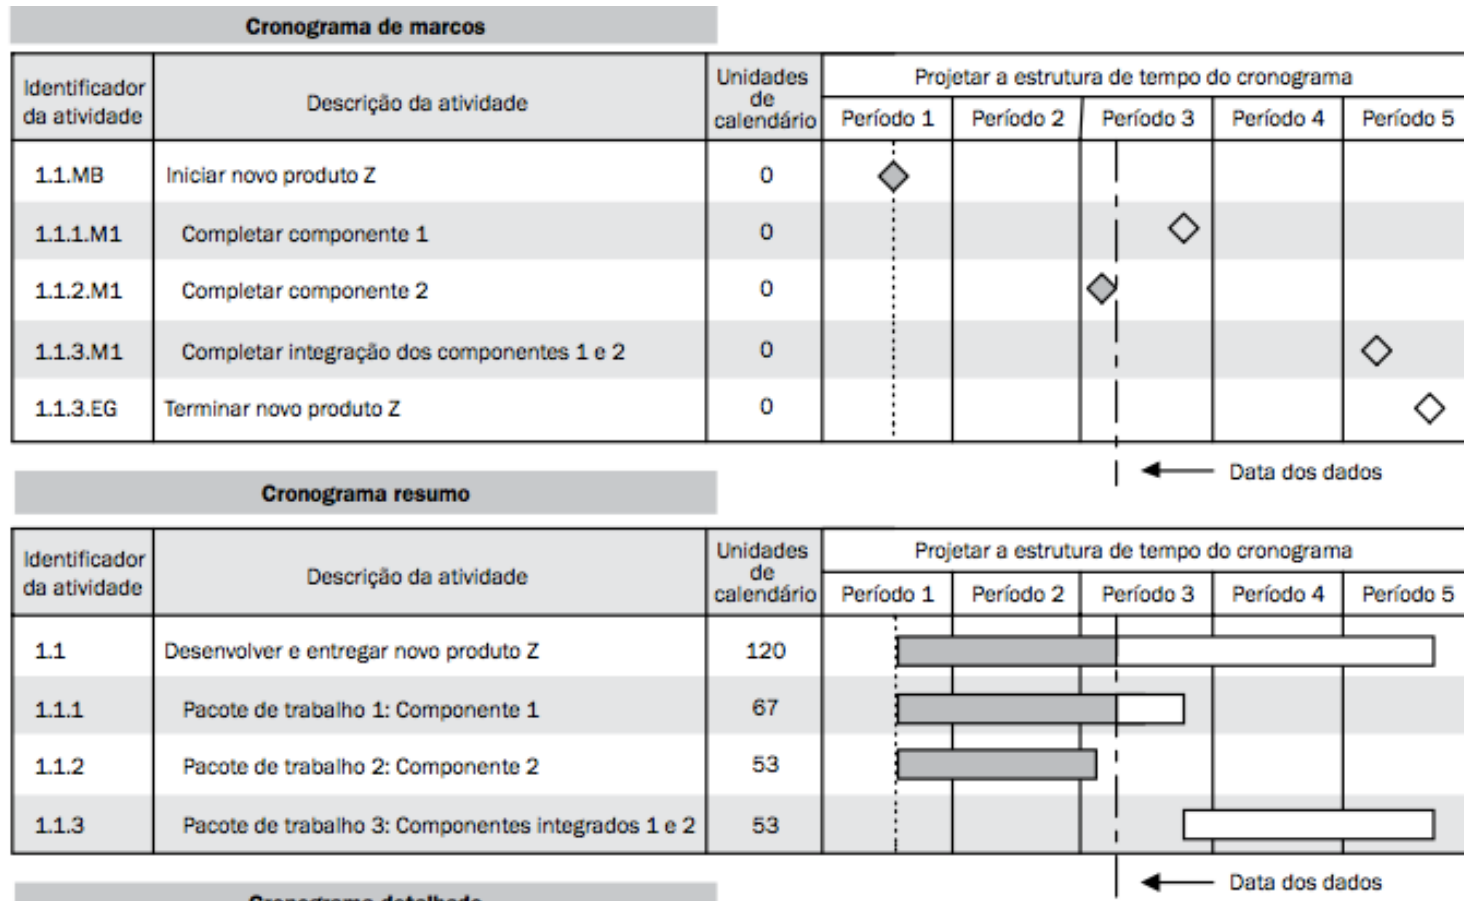 Cronograma de marcos
Identificador da atividade
Descrição da atividade
Unidades de calendário
Projetar a estrutura de tempo do cronograma
Período 1 Período 2 Período 3 Período 4 Período 5
1.1.MB Iniciar novo produto Z 0
1.1.1.M1 Completar componente 1 0
1.1.2.M1 Completar componente 2 0
1.1.3.M1 Completar integração dos componentes 1 e 2 0
1.1.3.EG Terminar novo produto Z 0
Data dos dados
Cronograma resumo
Identificador da atividade
Descrição da atividade
Unidades de calendário
Projetar a estrutura de tempo do cronograma
Período 1 Período 2 Período 3 Período 4 Período 5
1.1 Desenvolver e entregar novo produto Z 120
1.1.1 Pacote de trabalho 1: Componente 1 67
1.1.2 Pacote de trabalho 2: Componente 2 53
1.1.3 Pacote de trabalho 3: Componentes integrados 1 e 2 53
Data dos dados
Cronograma detalhado